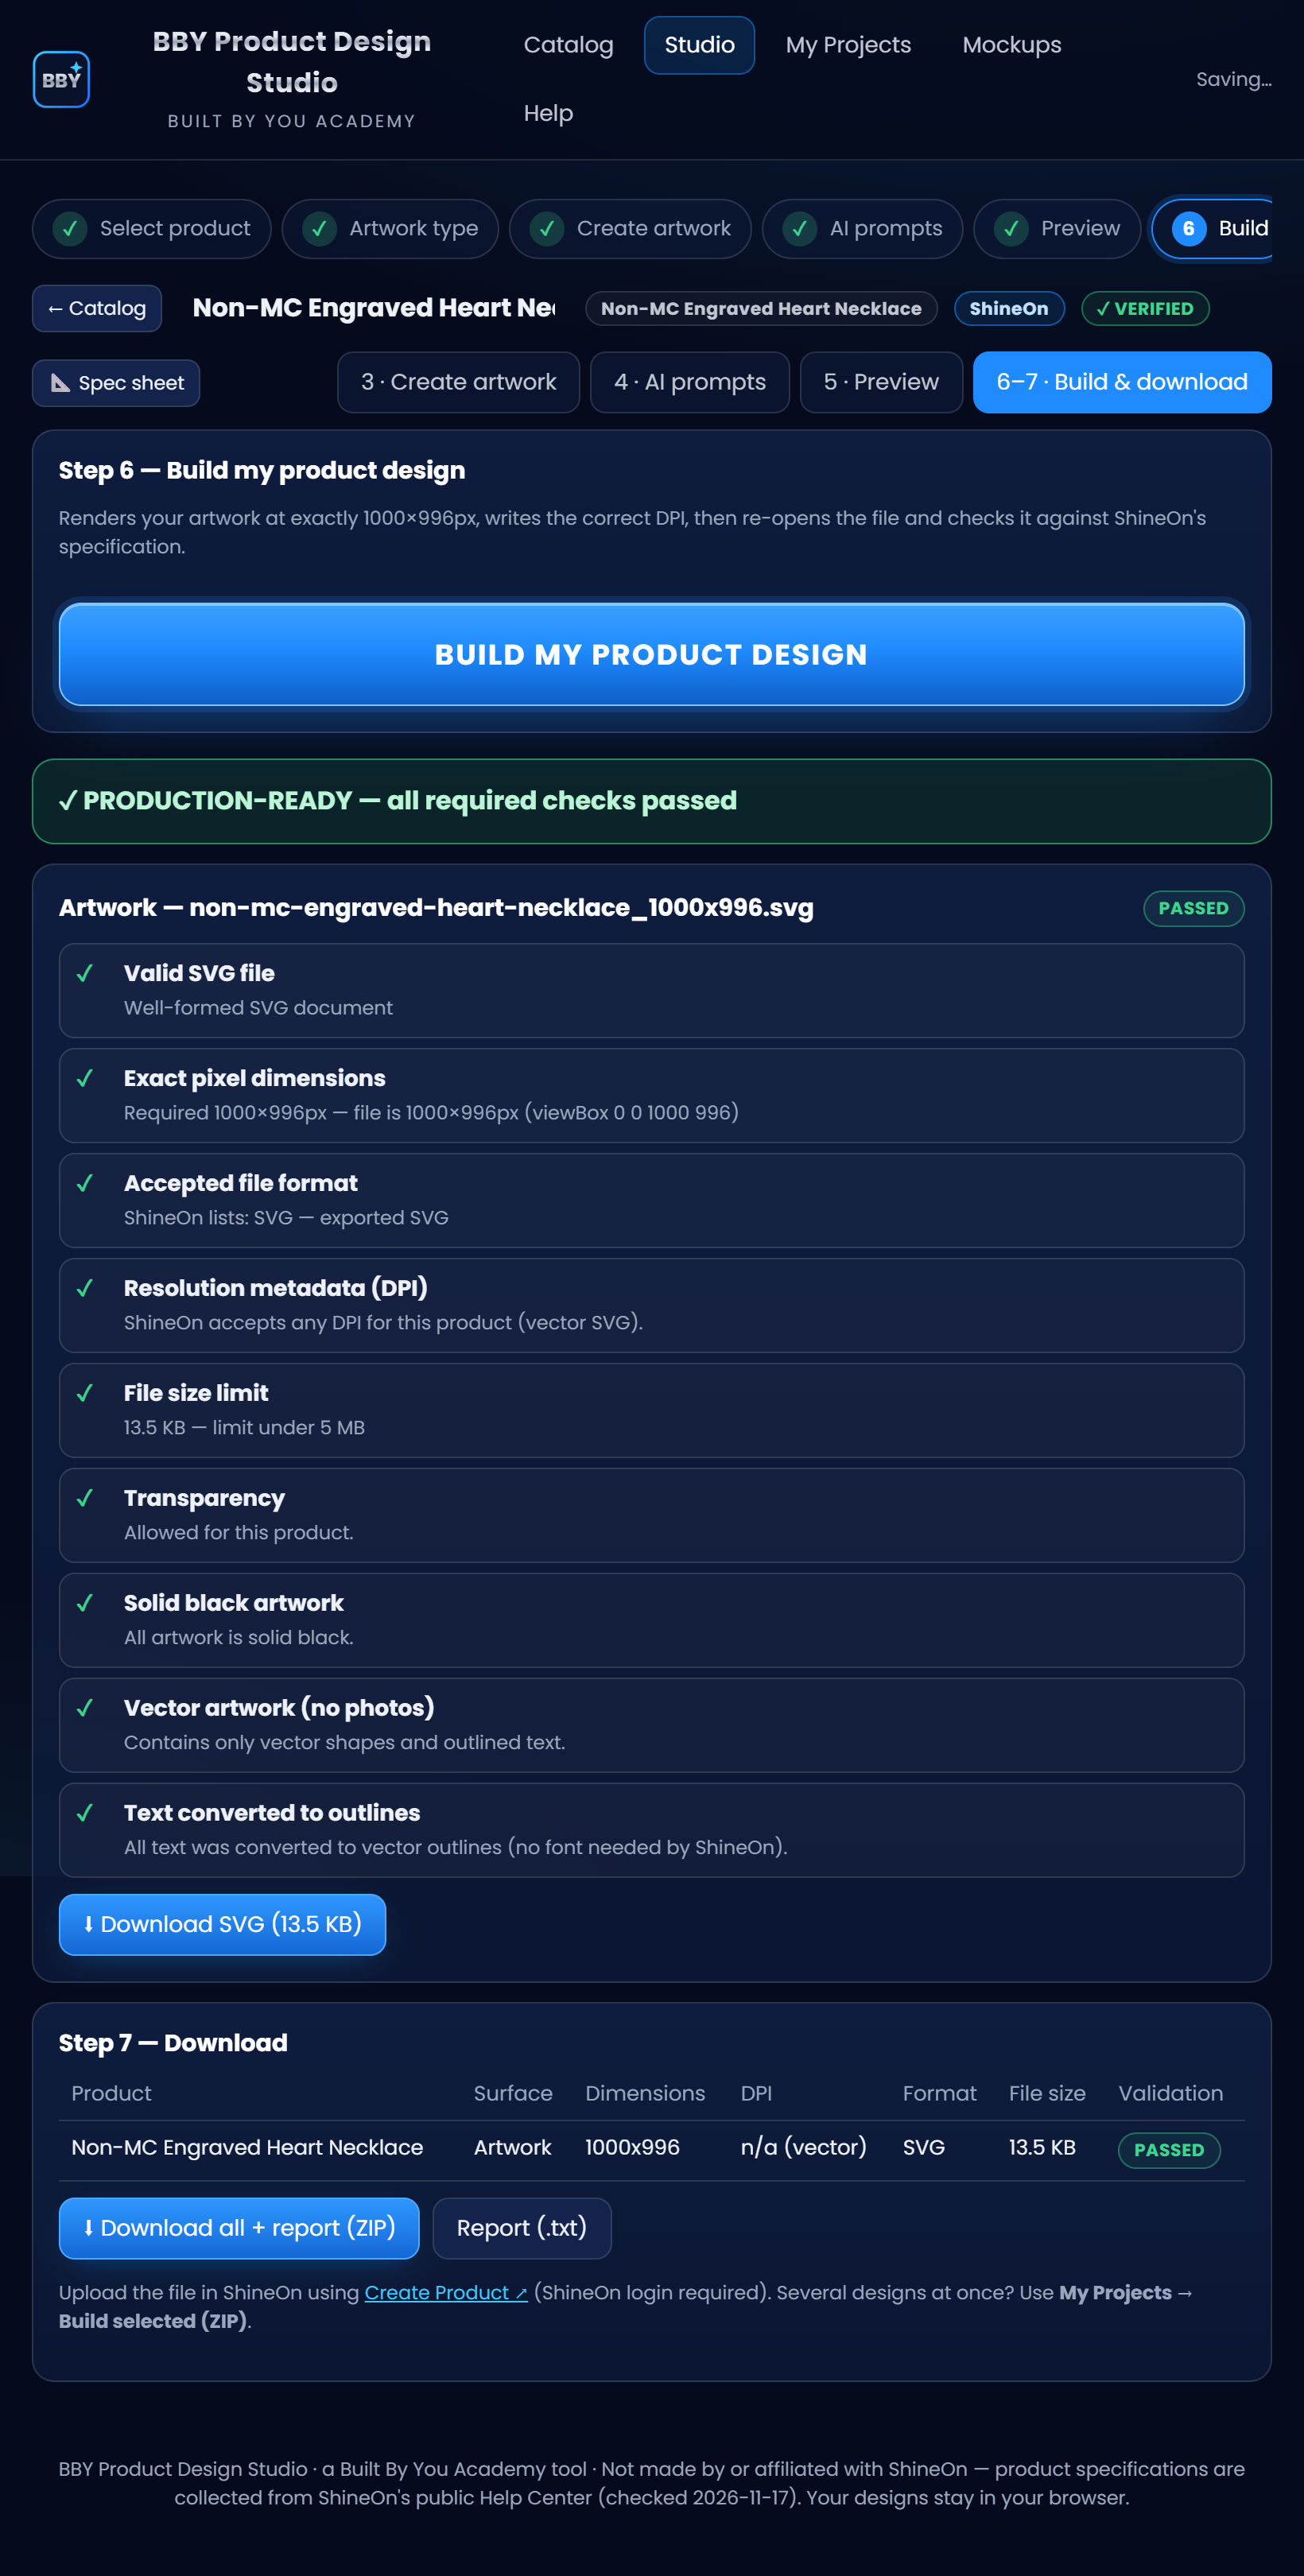 BBY
BBY Product Design
Studio
BUILT BY YOU ACADEMY
Catalog
Studio
My Projects
Mockups
Help
Saving…
✓ Select product
✓ Artwork type
✓ Create artwork
✓ AI prompts
✓ Preview
6 Build
← Catalog
Non-MC Engraved Heart Ne
Non-MC Engraved Heart Necklace
ShineOn
✓ VERIFIED
Spec sheet
3 · Create artwork
4 · AI prompts
5 · Preview
6–7 · Build & download
Step 6 — Build my product design
Renders your artwork at exactly 1000×996px, writes the correct DPI, then re-opens the file and checks it against ShineOn's
specification.
BUILD MY PRODUCT DESIGN
✓ PRODUCTION-READY — all required checks passed
Artwork — non-mc-engraved-heart-necklace_1000x996.svg
PASSED
✓ Valid SVG file
Well-formed SVG document
✓ Exact pixel dimensions
Required 1000×996px — file is 1000×996px (viewBox 0 0 1000 996)
✓ Accepted file format
ShineOn lists: SVG — exported SVG
✓ Resolution metadata (DPI)
ShineOn accepts any DPI for this product (vector SVG).
✓ File size limit
13.5 KB — limit under 5 MB
✓ Transparency
Allowed for this product.
✓ Solid black artwork
All artwork is solid black.
✓ Vector artwork (no photos)
Contains only vector shapes and outlined text.
✓ Text converted to outlines
All text was converted to vector outlines (no font needed by ShineOn).
⬇ Download SVG (13.5 KB)
Step 7 — Download
Product Surface Dimensions DPI Format File size Validation
Non-MC Engraved Heart Necklace Artwork 1000x996 n/a (vector) SVG 13.5 KB PASSED
⬇ Download all + report (ZIP)
Report (.txt)
Upload the file in ShineOn using Create Product ↗ (ShineOn login required). Several designs at once? Use My Projects →
Build selected (ZIP).
BBY Product Design Studio · a Built By You Academy tool · Not made by or affiliated with ShineOn — product specifications are
collected from ShineOn's public Help Center (checked 2026-11-17). Your designs stay in your browser.